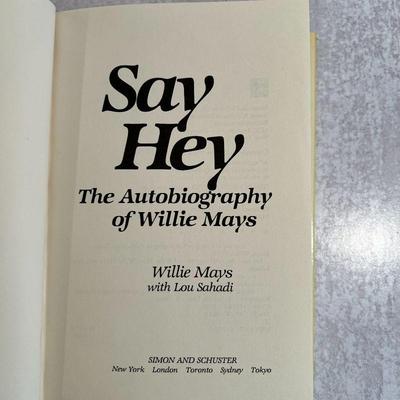 Say
Hey
The Autobiography
of Willie Mays
Willie Mays
with Lou Sahadi
SIMON AND SCHUSTER
New York London Toronto Sydney Tokyo